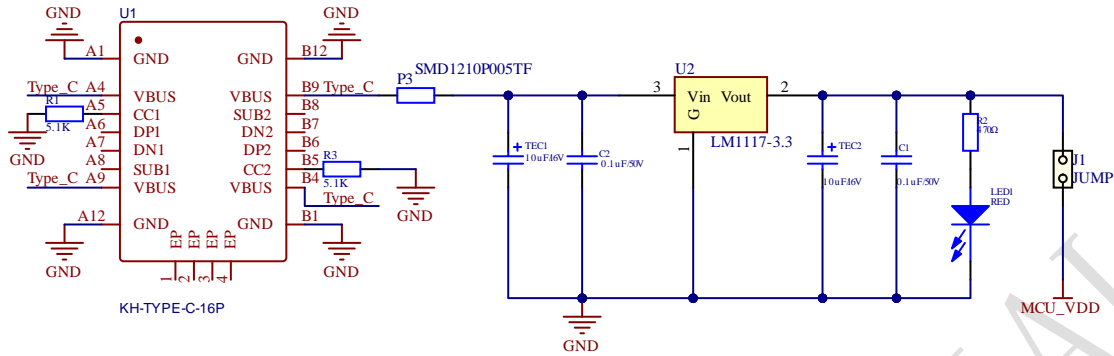 GND
U1
GND
A1
GND
GND
B12
Type_C
A4
VBUS
VBUS
B9
Type_C
P3
SMD1210P005TF
R1
5.1K
A5
CC1
SUB2
B8
GND
A6
DP1
DN2
B7
A7
DN1
DP2
B6
A8
SUB1
CC2
B5
R3
5.1K
Type_C
A9
VBUS
VBUS
B4
Type_C
GND
A12
GND
GND
B1
GND
GND
EP
EP
EP
EP
1
2
3
4
KH-TYPE-C-16P
U2
3
Vin
Vout
2
G
1
LM1117-3.3
+
TEC1
10uF/16V
C2
0.1uF/50V
+
TEC2
10uF/16V
C1
0.1uF/50V
R2
470Ω
LED1
RED
J1
JUMP
MCU_VDD
GND